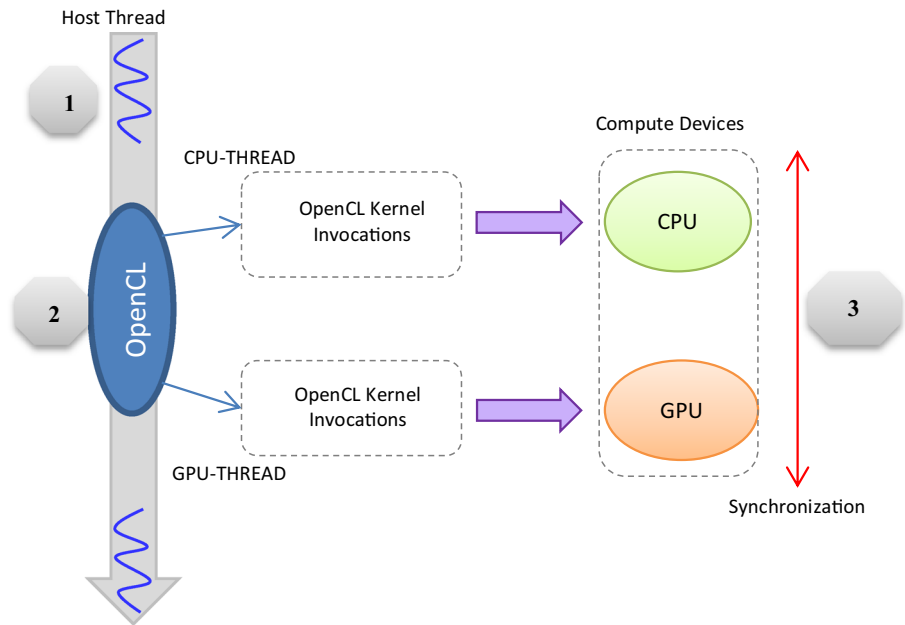 Host Thread
1
CPU-THREAD
OpenCL Kernel
Invocations
Compute Devices
CPU
2
OpenCL
3
OpenCL Kernel
Invocations
GPU
GPU-THREAD
Synchronization